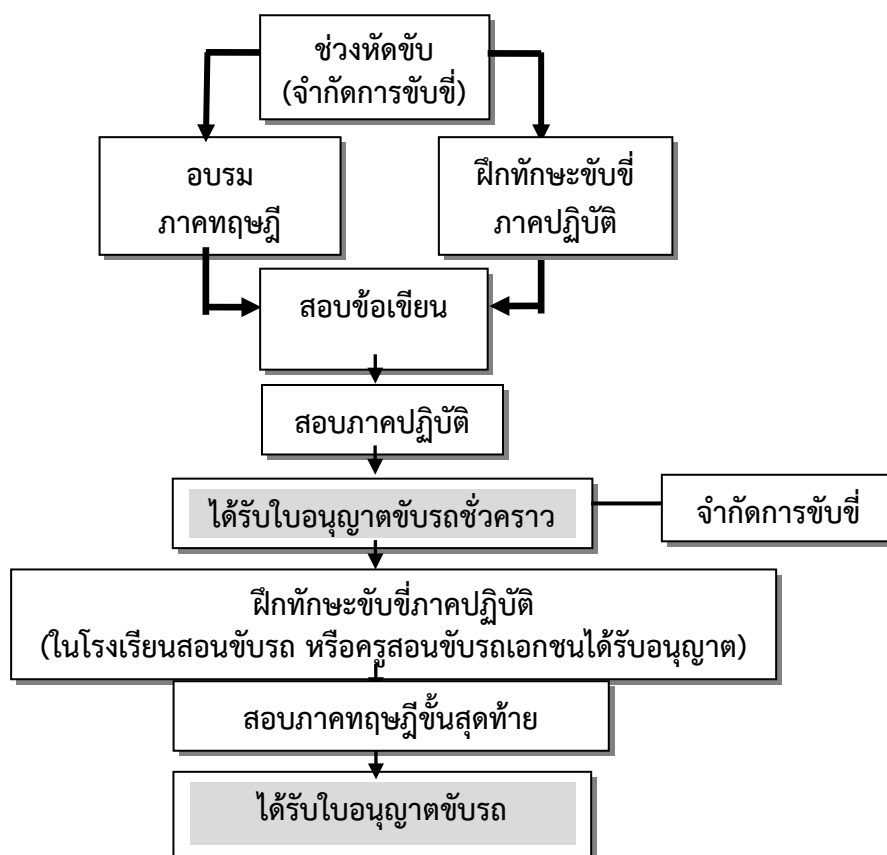 ช่วงหัดขับ
(จำกัดการขับขี่)
อบรม
ภาคทฤษฎี
ฝึกทักษะขับขี่
ภาคปฏิบัติ
สอบข้อเขียน
สอบภาคปฏิบัติ
ได้รับใบอนุญาตขับรถชั่วคราว
จำกัดการขับขี่
ฝึกทักษะขับขี่ภาคปฏิบัติ
(ในโรงเรียนสอนขับรถ หรือครูสอนขับรถเอกชนได้รับอนุญาต)
สอบภาคทฤษฎีขั้นสุดท้าย
ได้รับใบอนุญาตขับรถ